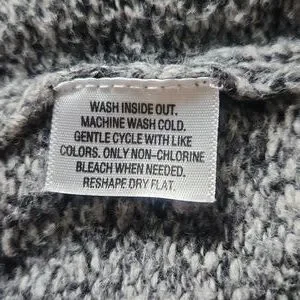 WASH INSIDE OUT.
MACHINE WASH COLD.
GENTLE CYCLE WITH LIKE
COLORS. ONLY NON-CHLORINE
BLEACH WHEN NEEDED.
RESHAPE DRY FLAT.